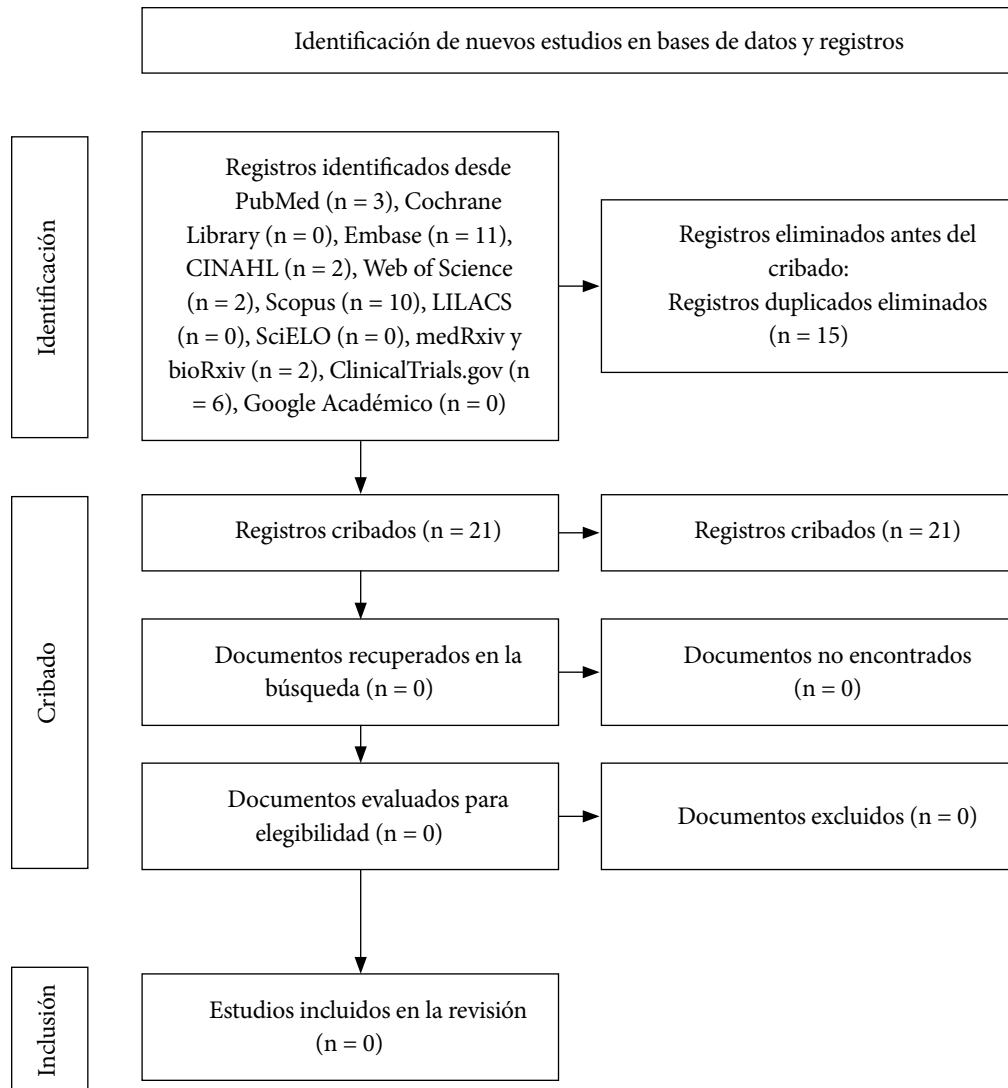 Identificación de nuevos estudios en bases de datos y registros
Identificación
Registros identificados desde
PubMed (n = 3), Cochrane
Library (n = 0), Embase (n = 11),
CINAHL (n = 2), Web of Science
(n = 2), Scopus (n = 10), LILACS
(n = 0), SciELO (n = 0), medRxiv y
bioRxiv (n = 2), ClinicalTrials.gov (n
= 6), Google Académico (n = 0)
Registros eliminados antes del
cribado:
Registros duplicados eliminados
(n = 15)
Cribado
Registros cribados (n = 21)
Registros cribados (n = 21)
Documentos recuperados en la
búsqueda (n = 0)
Documentos no encontrados
(n = 0)
Documentos evaluados para
elegibilidad (n = 0)
Documentos excluidos (n = 0)
Inclusión
Estudios incluidos en la revisión
(n = 0)